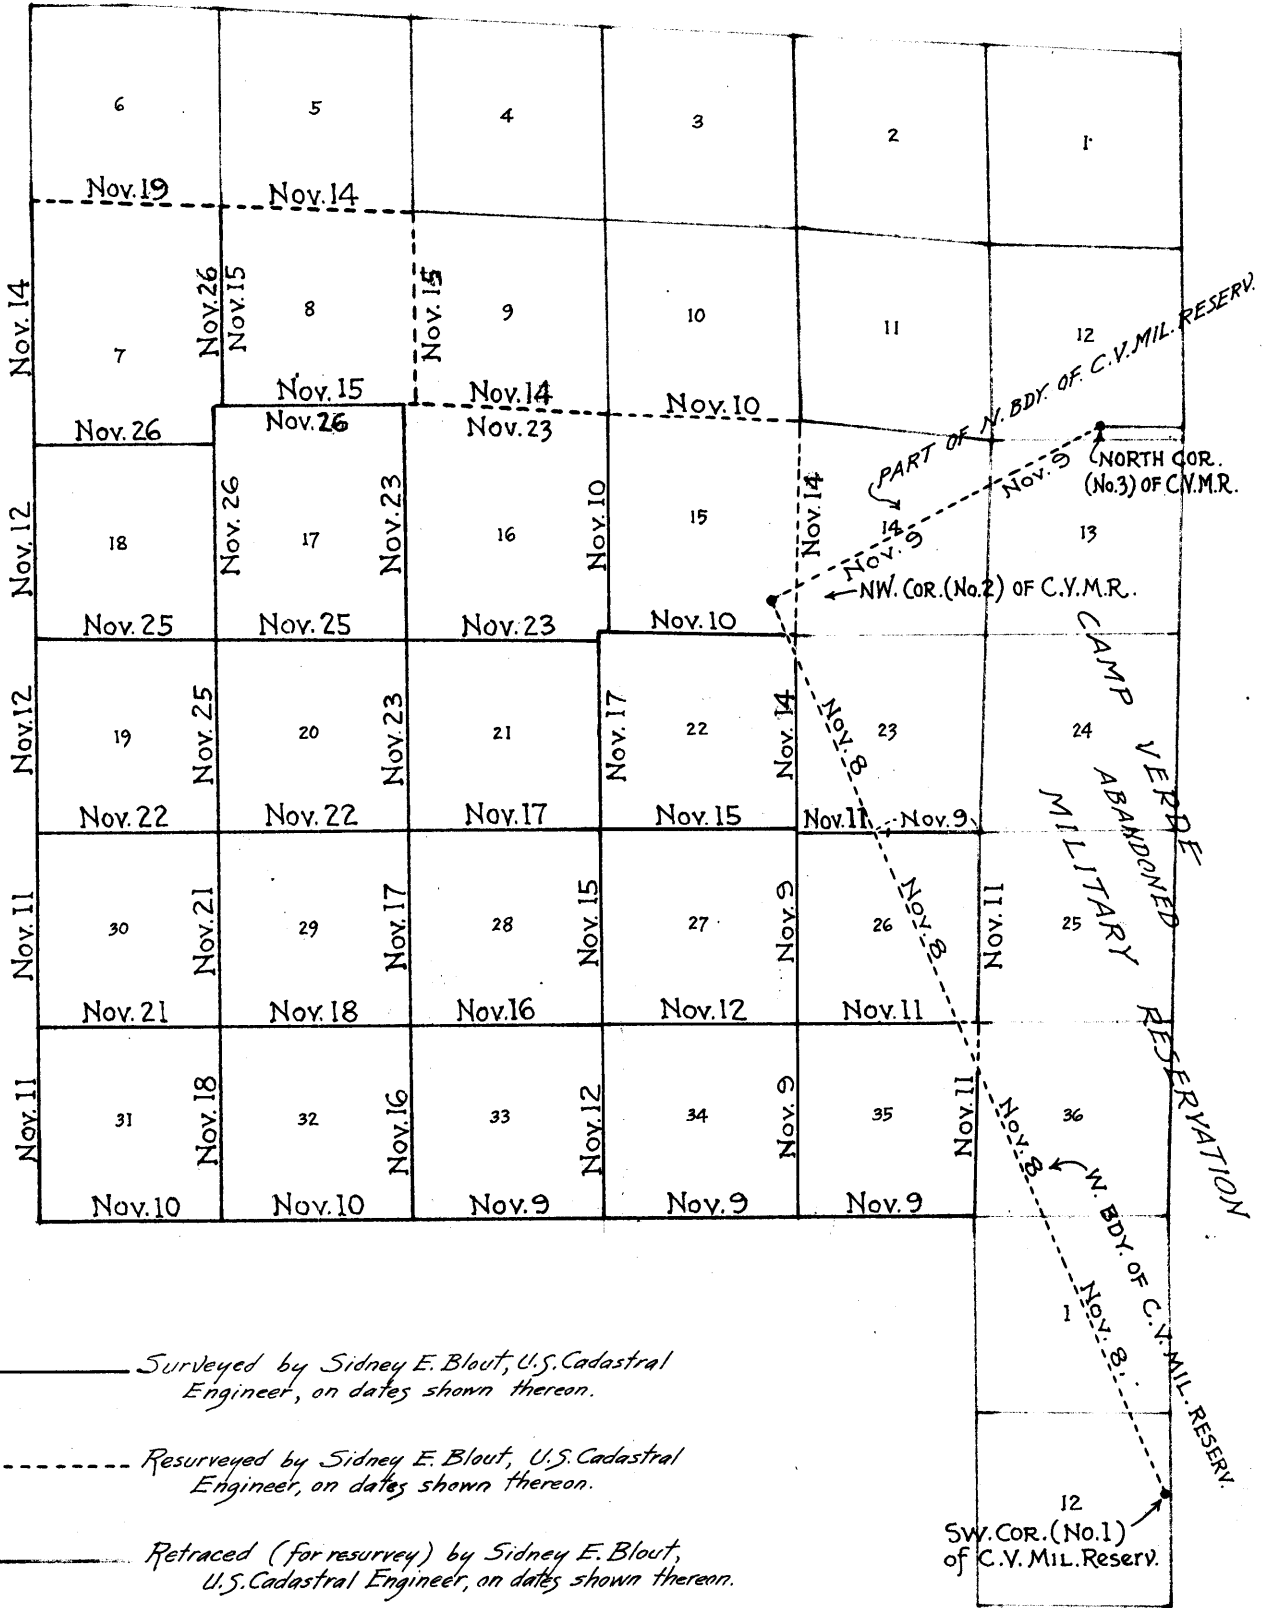 6 5 4 3 2 1
Nov.19 Nov.14
Nov.14 Nov.26 Nov.15 Nov.15
7 8 9 10 11 12
PART OF N. BDY. OF C.V. MIL. RESERV.
Nov.15 Nov.14 Nov.10
Nov.26 Nov.26 Nov.23
Nov.9 NORTH COR.
(No.3) OF C.V.M.R.
Nov.12 Nov.26 Nov.23 Nov.10 Nov.14
18 17 16 15 14 13
Nov.9
NW. COR.(No.2) OF C.V.M.R.
Nov.25 Nov.25 Nov.23 Nov.10
CAMP VERDE
ABANDONED
MILITARY
RESERVATION
Nov.12 Nov.25 Nov.23 Nov.17 Nov.14 Nov.8
19 20 21 22 23 24
Nov.22 Nov.22 Nov.17 Nov.15 Nov.11 Nov.9
Nov.11 Nov.21 Nov.17 Nov.15 Nov.9 Nov.8 Nov.11
30 29 28 27 26 25
Nov.21 Nov.18 Nov.16 Nov.12 Nov.11
Nov.11 Nov.18 Nov.16 Nov.12 Nov.9 Nov.11 Nov.8
31 32 33 34 35 36
Nov.10 Nov.10 Nov.9 Nov.9 Nov.9
W. BDY. OF C.V. MIL. RESERV.
1
Nov.8
12
SW. COR.(No.1)
of C.V. MIL. Reserv.
Surveyed by Sidney E. Blout, U.S. Cadastral
Engineer, on dates shown thereon.
Resurveyed by Sidney E. Blout, U.S. Cadastral
Engineer, on dates shown thereon.
Retraced (for resurvey) by Sidney E. Blout,
U.S. Cadastral Engineer, on dates shown thereon.